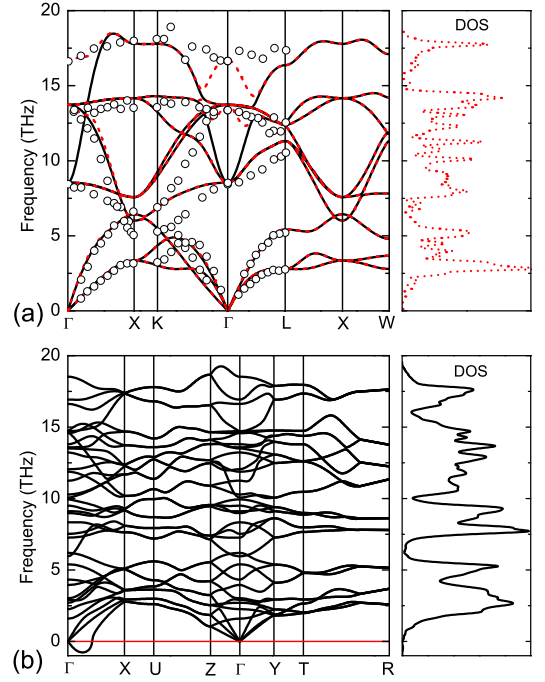 20
15
10
5
0
Frequency (THz)
DOS
(a)
Γ X K Γ L X W
20
15
10
5
0
Frequency (THz)
DOS
(b)
Γ X U Z Γ Y T R